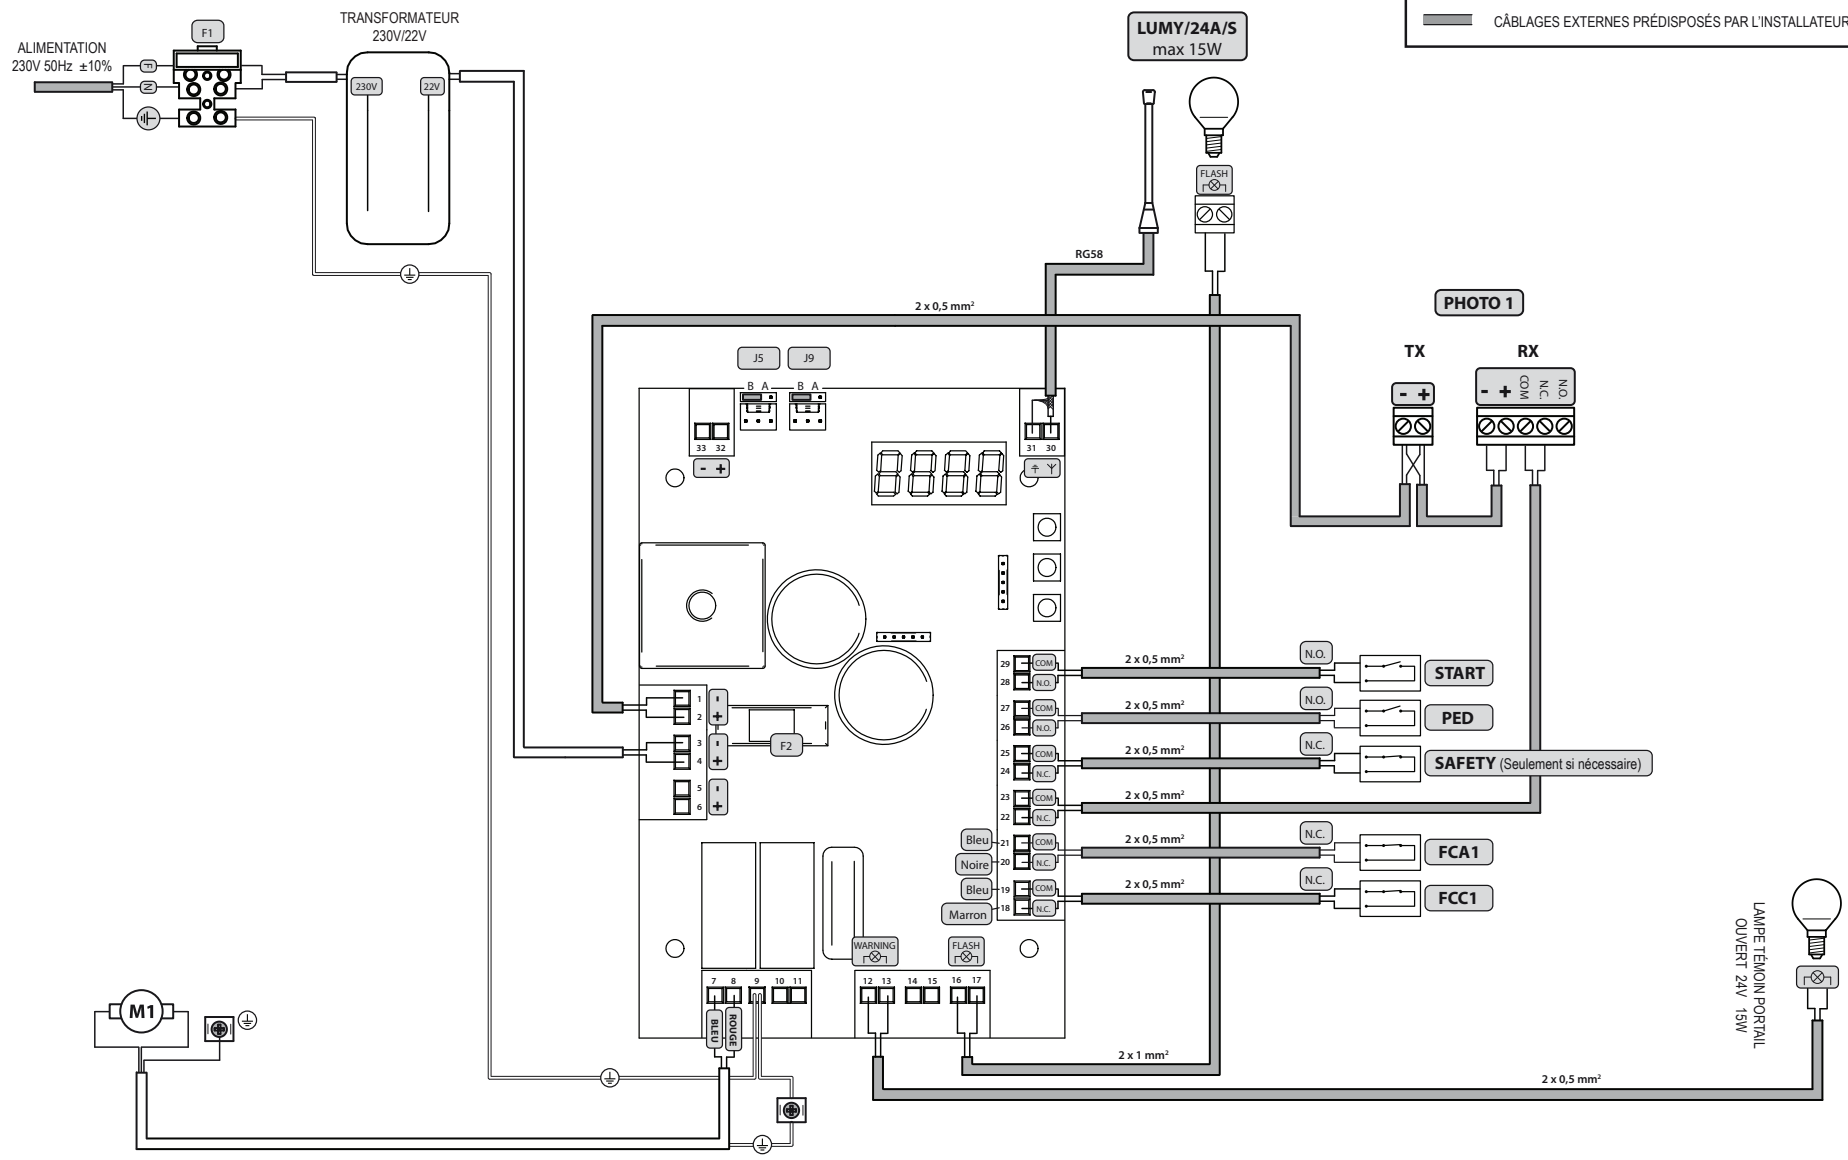 CÂBLAGES EXTERNES PRÉDISPOSÉS PAR L'INSTALLATEUR
ALIMENTATION
230V 50Hz ±10%
F1
F
N
TRANSFORMATEUR
230V/22V
230V
22V
LUMY/24A/S
max 15W
FLASH
RG58
2 x 0,5 mm²
PHOTO 1
TX
RX
- +
- + COM N.C. N.O.
J5
J9
B A
B A
33 32
- +
31 30
1 -
2 +
3 -
4 +
5 -
6 +
F2
29 COM
28 N.O.
2 x 0,5 mm²
N.O.
START
27 COM
26 N.O.
2 x 0,5 mm²
N.O.
PED
25 COM
24 N.C.
2 x 0,5 mm²
N.C.
SAFETY (Seulement si nécessaire)
23 COM
22 N.C.
2 x 0,5 mm²
Bleu 21 COM
Noire 20 N.C.
2 x 0,5 mm²
N.C.
FCA1
Bleu 19 COM
Marron 18 N.C.
2 x 0,5 mm²
N.C.
FCC1
WARNING
FLASH
7 8 9 10 11
12 13 14 15 16 17
BLEU
ROUGE
M1
2 x 1 mm²
2 x 0,5 mm²
LAMPE TÉMOIN PORTAIL
OUVERT 24V 15W